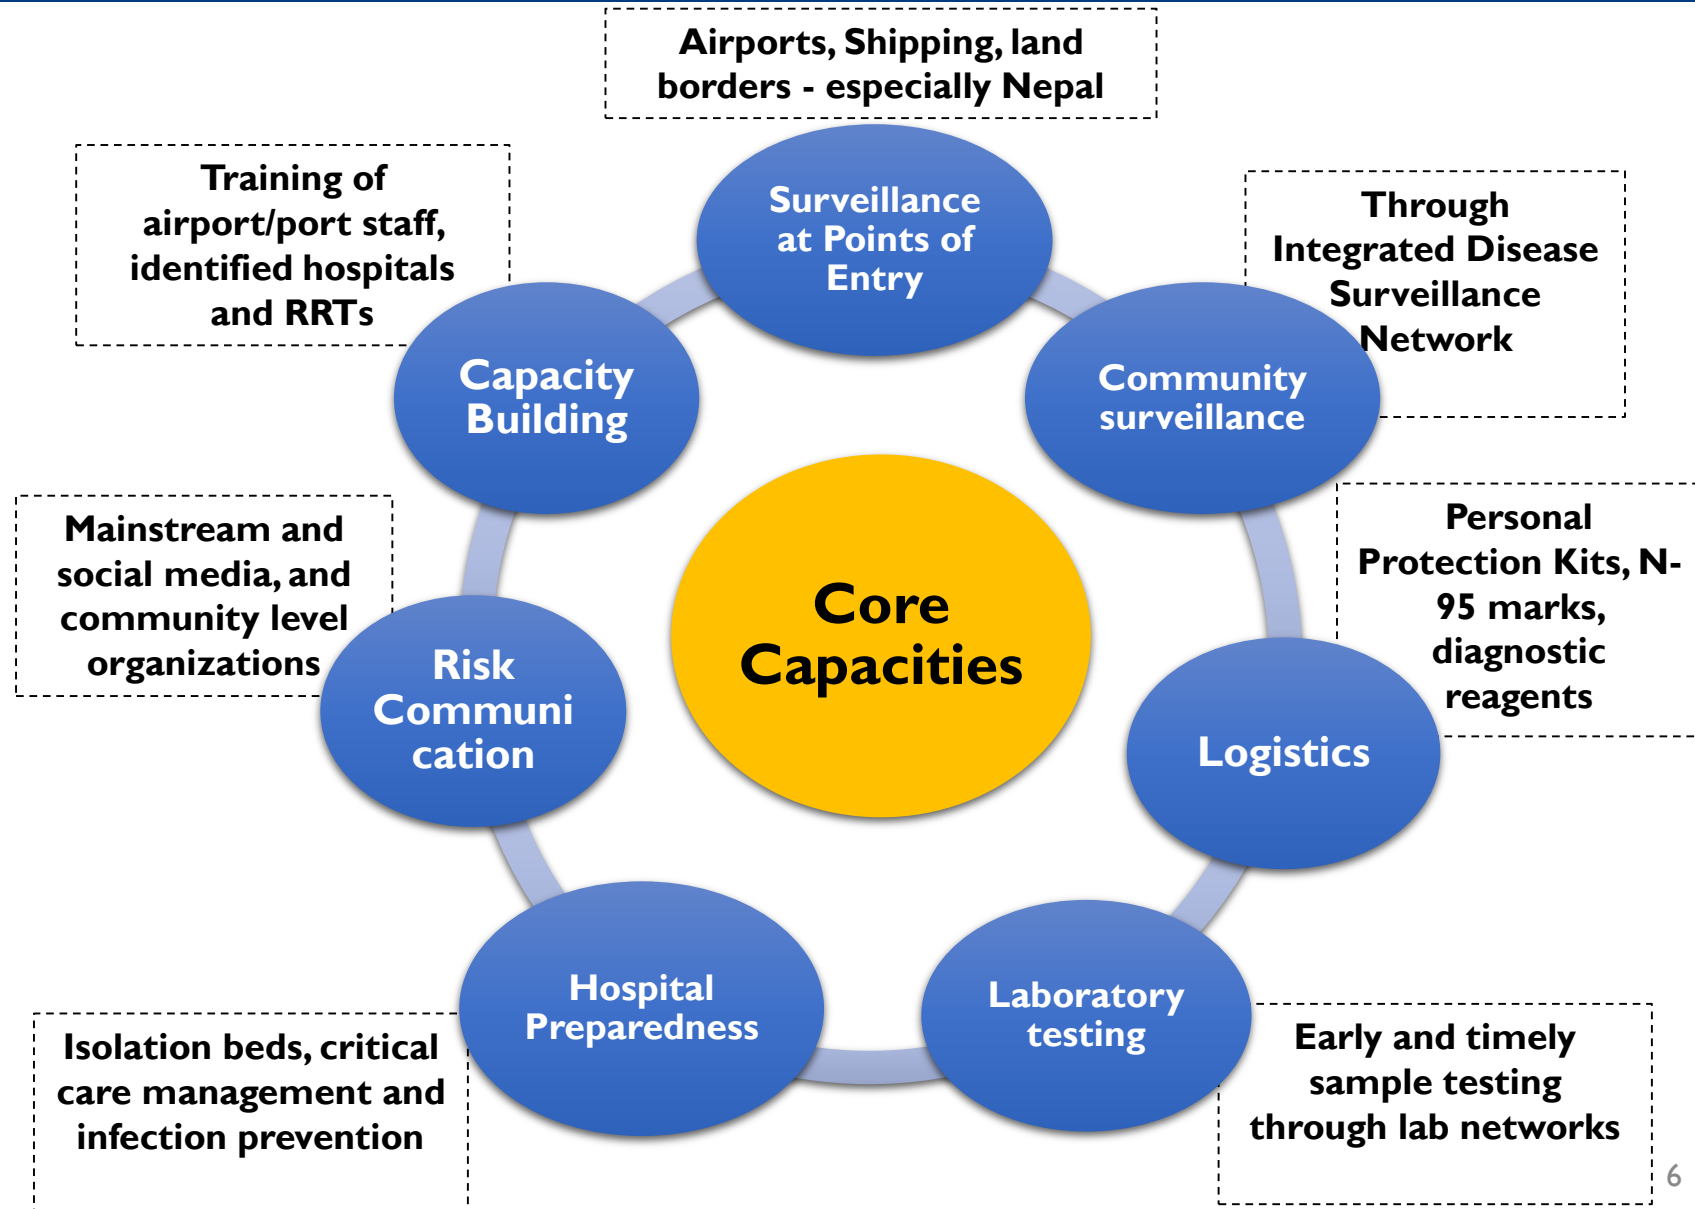 Airports, Shipping, land
borders - especially Nepal
Surveillance
at Points of
Entry
Through
Integrated Disease
Surveillance
Network
Community
surveillance
Personal
Protection Kits, N-
95 marks,
diagnostic
reagents
Logistics
Early and timely
sample testing
through lab networks
Laboratory
testing
Isolation beds, critical
care management and
infection prevention
Hospital
Preparedness
Mainstream and
social media, and
community level
organizations
Risk
Communi
cation
Training of
airport/port staff,
identified hospitals
and RRTs
Capacity
Building
Core
Capacities
6